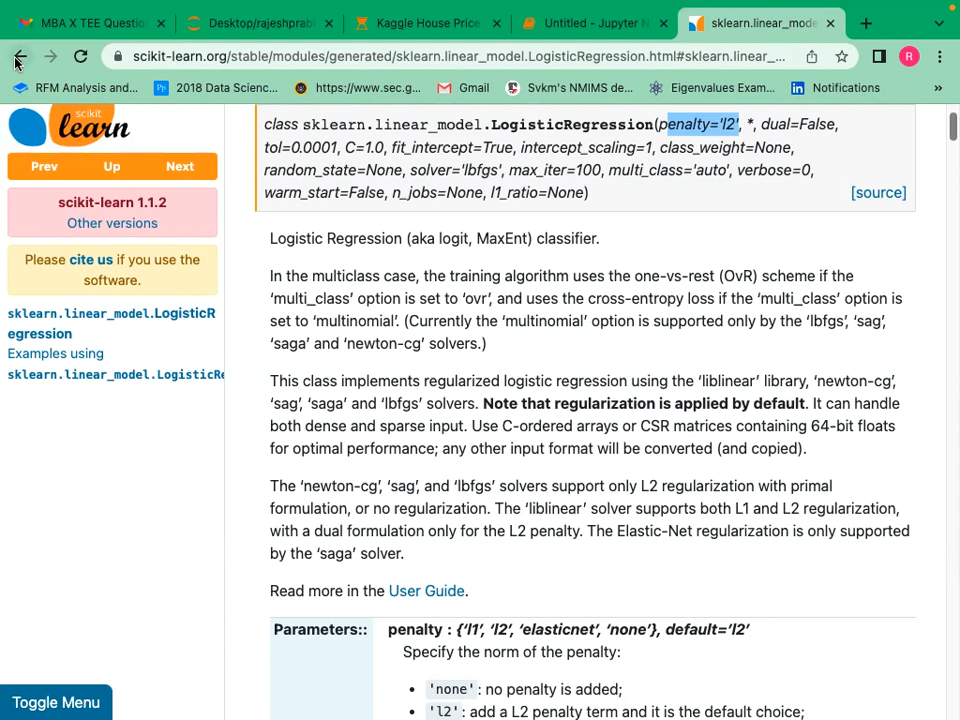 MBA X TEE Questio
Desktop/rajeshprab
Kaggle House Price
Untitled - Jupyter N
sklearn.linear_mode
scikit-learn.org/stable/modules/generated/sklearn.linear_model.LogisticRegression.html#sklearn.linear_...
R
RFM Analysis and...
2018 Data Scienc...
https://www.sec.g...
Gmail
Svkm's NMIMS de...
Eigenvalues Exam...
Notifications
»
scikit
learn
Prev
Up
Next
scikit-learn 1.1.2
Other versions
Please cite us if you use the
software.
sklearn.linear_model.LogisticR
egression
Examples using
sklearn.linear_model.LogisticRe
Toggle Menu
class sklearn.linear_model.LogisticRegression(penalty='l2', *, dual=False,
tol=0.0001, C=1.0, fit_intercept=True, intercept_scaling=1, class_weight=None,
random_state=None, solver='lbfgs', max_iter=100, multi_class='auto', verbose=0,
warm_start=False, n_jobs=None, l1_ratio=None)
[source]
Logistic Regression (aka logit, MaxEnt) classifier.
In the multiclass case, the training algorithm uses the one-vs-rest (OvR) scheme if the
‘multi_class’ option is set to ‘ovr’, and uses the cross-entropy loss if the ‘multi_class’ option is
set to ‘multinomial’. (Currently the ‘multinomial’ option is supported only by the ‘lbfgs’, ‘sag’,
‘saga’ and ‘newton-cg’ solvers.)
This class implements regularized logistic regression using the ‘liblinear’ library, ‘newton-cg’,
‘sag’, ‘saga’ and ‘lbfgs’ solvers. Note that regularization is applied by default. It can handle
both dense and sparse input. Use C-ordered arrays or CSR matrices containing 64-bit floats
for optimal performance; any other input format will be converted (and copied).
The ‘newton-cg’, ‘sag’, and ‘lbfgs’ solvers support only L2 regularization with primal
formulation, or no regularization. The ‘liblinear’ solver supports both L1 and L2 regularization,
with a dual formulation only for the L2 penalty. The Elastic-Net regularization is only supported
by the ‘saga’ solver.
Read more in the User Guide.
Parameters::
penalty : {‘l1’, ‘l2’, ‘elasticnet’, ‘none’}, default=‘l2’
Specify the norm of the penalty:
• 'none': no penalty is added;
• 'l2': add a L2 penalty term and it is the default choice;